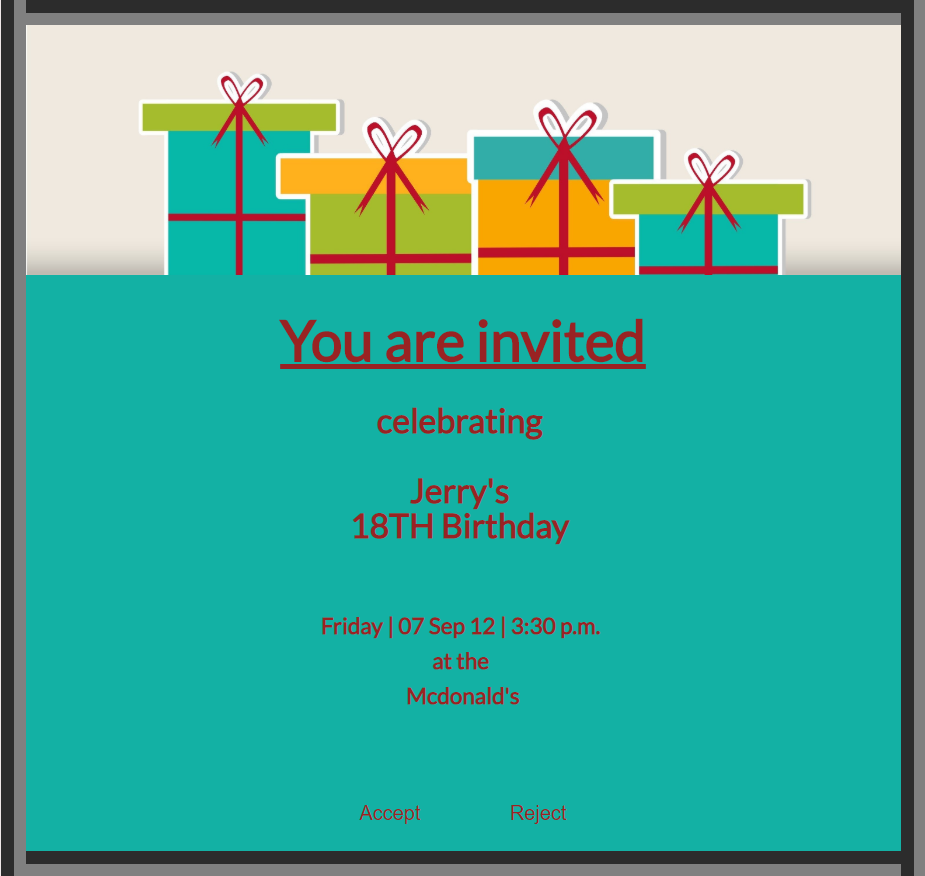 You are invited
celebrating
Jerry's
18TH Birthday
Friday | 07 Sep 12 | 3:30 p.m.
at the
Mcdonald's
Accept Reject